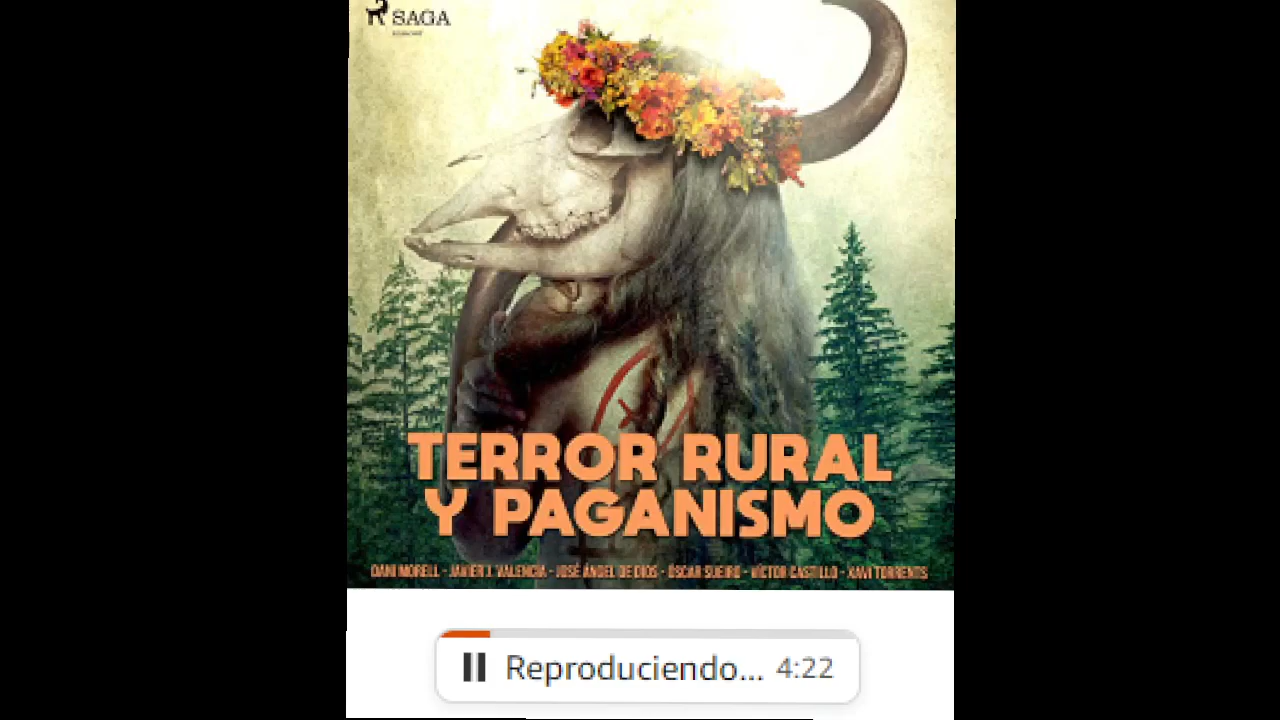 SAGA
EGMONT
TERROR RURAL
Y PAGANISMO
DANI MORELL - JAVIER J. VALENCIA - JOSÉ ÁNGEL DE DIOS - ÓSCAR SUEIRO - VÍCTOR CASTILLO - XAVI TORRENTS
Reproduciendo... 4:22